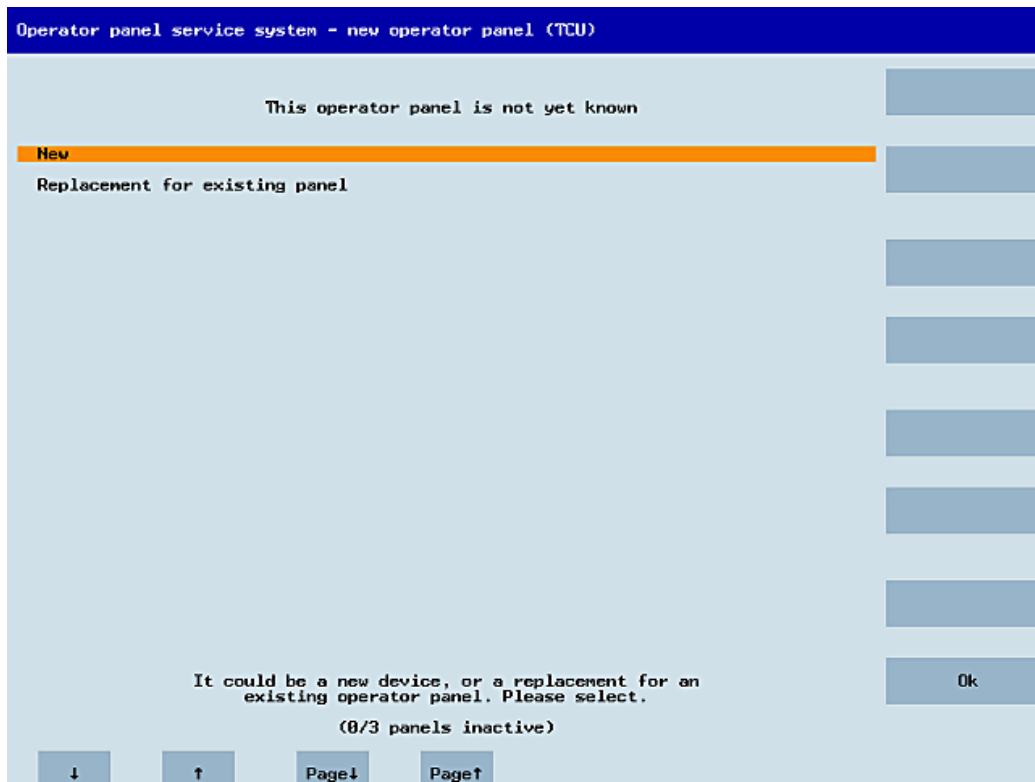 Operator panel service system - new operator panel (TCU)
This operator panel is not yet known
New
Replacement for existing panel
It could be a new device, or a replacement for an
existing operator panel. Please select.
(0/3 panels inactive)
Ok
↓ ↑ Page↓ Page↑